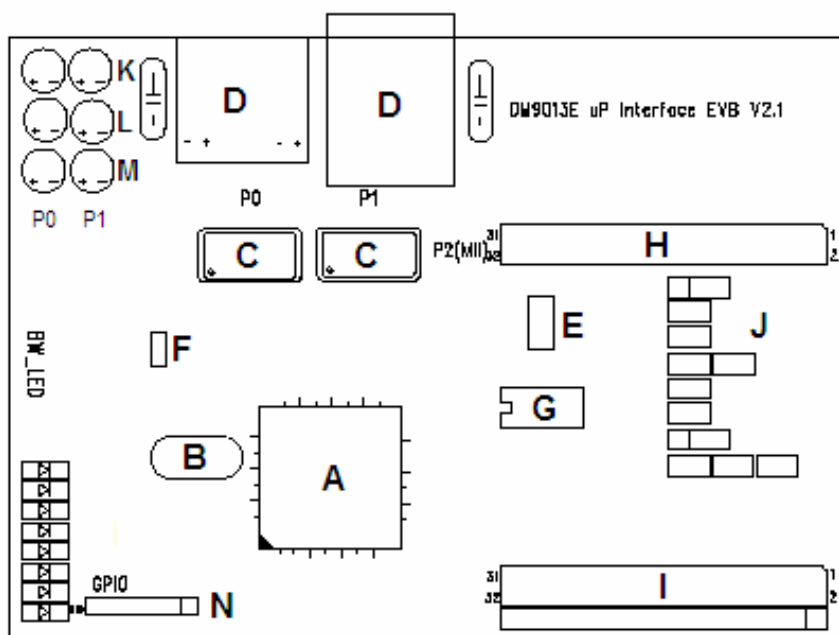 K
D
D
DM9013E uP Interface EVB V2.1
L
- +
- +
M
P0 P1
P0
P1
C
C
P2(MII)
31
32
H
1
2
E
J
F
BW_LED
G
B
A
GPIO
N
31
32
I
1
2